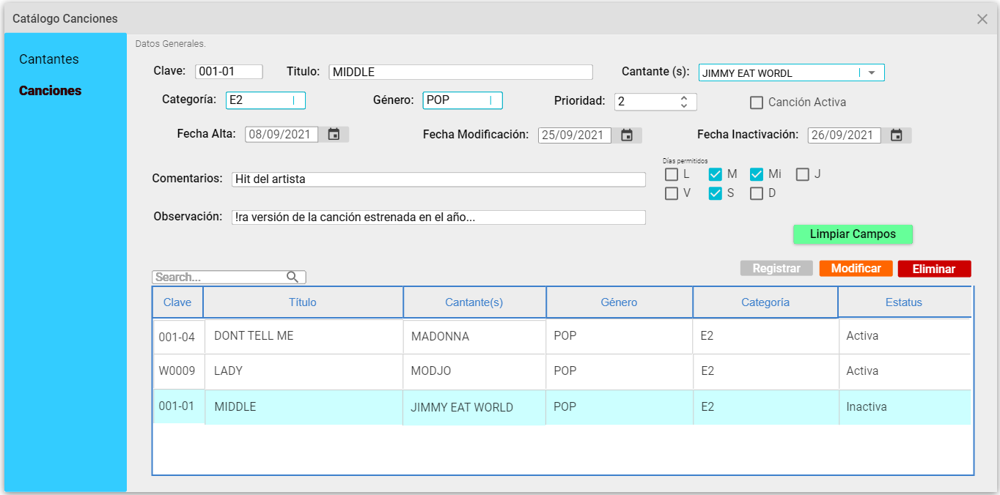 Catálogo Canciones
Cantantes
Canciones
Datos Generales.
Clave: 001-01 Titulo: MIDDLE Cantante (s): JIMMY EAT WORDL
Categoría: E2 Género: POP Prioridad: 2 Canción Activa
Fecha Alta: 08/09/2021 Fecha Modificación: 25/09/2021 Fecha Inactivación: 26/09/2021
Días permitidos
L M Mi J
V S D
Comentarios: Hit del artista
Observación: !ra versión de la canción estrenada en el año...
Limpiar Campos
Registrar Modificar Eliminar
Search...
Clave Título Cantante(s) Género Categoría Estatus
001-04 DONT TELL ME MADONNA POP E2 Activa
W0009 LADY MODJO POP E2 Activa
001-01 MIDDLE JIMMY EAT WORLD POP E2 Inactiva